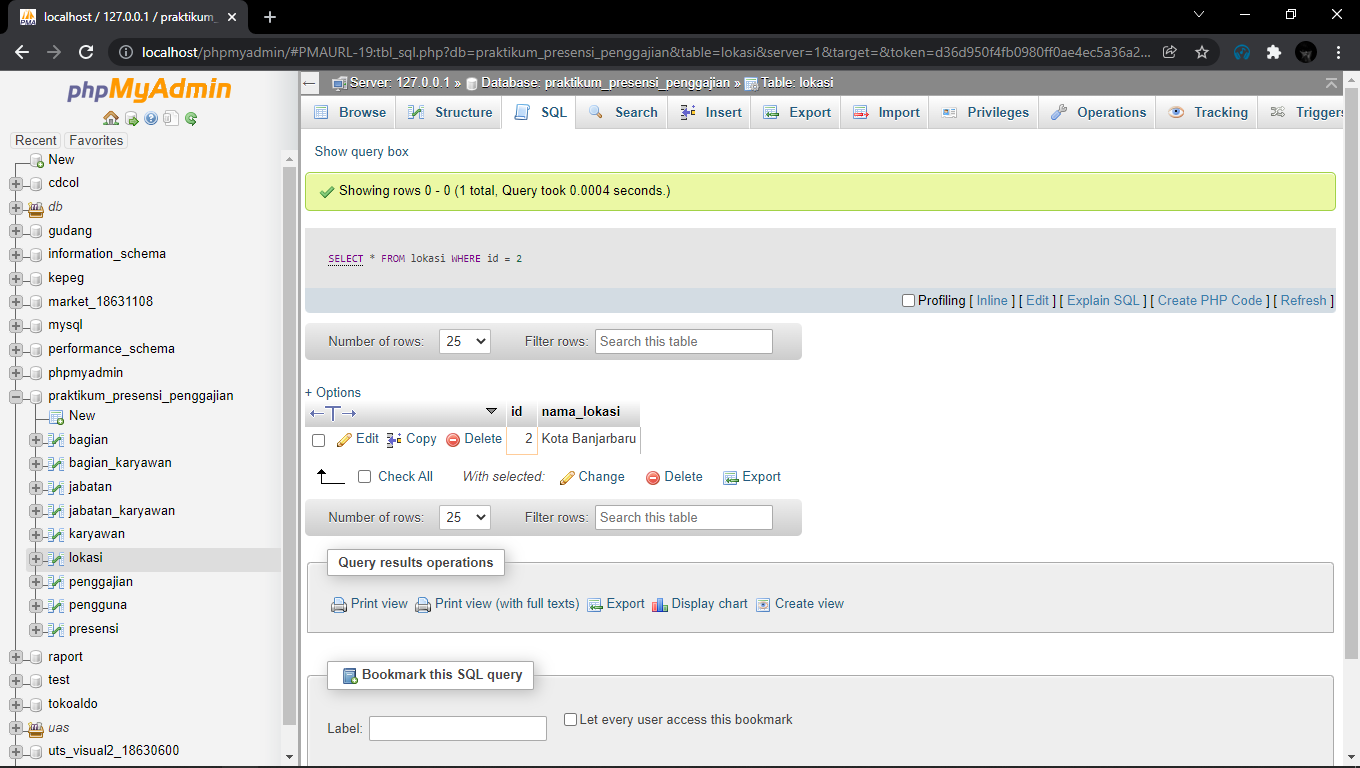 localhost / 127.0.0.1 / praktikum_
localhost/phpmyadmin/#PMAURL-19:tbl_sql.php?db=praktikum_presensi_penggajian&table=lokasi&server=1&target=&token=d36d950f4fb0980ff0ae4ec5a36a2...
phpMyAdmin
Recent Favorites
New
cdcol
db
gudang
information_schema
kepeg
market_18631108
mysql
performance_schema
phpmyadmin
praktikum_presensi_penggajian
New
bagian
bagian_karyawan
jabatan
jabatan_karyawan
karyawan
lokasi
penggajian
pengguna
presensi
raport
test
tokoaldo
uas
uts_visual2_18630600
Server: 127.0.0.1 » Database: praktikum_presensi_penggajian » Table: lokasi
Browse Structure SQL Search Insert Export Import Privileges Operations Tracking Triggers
Show query box
Showing rows 0 - 0 (1 total, Query took 0.0004 seconds.)
SELECT * FROM lokasi WHERE id = 2
Profiling [ Inline ] [ Edit ] [ Explain SQL ] [ Create PHP Code ] [ Refresh ]
Number of rows: 25 Filter rows: Search this table
+ Options
←T→ id nama_lokasi
Edit Copy Delete 2 Kota Banjarbaru
Check All With selected: Change Delete Export
Number of rows: 25 Filter rows: Search this table
Query results operations
Print view Print view (with full texts) Export Display chart Create view
Bookmark this SQL query
Label: Let every user access this bookmark